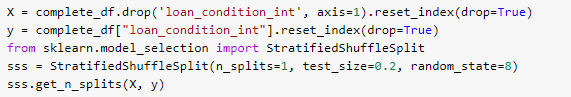 X = complete_df.drop('loan_condition_int', axis=1).reset_index(drop=True)
y = complete_df["loan_condition_int"].reset_index(drop=True)
from sklearn.model_selection import StratifiedShuffleSplit
sss = StratifiedShuffleSplit(n_splits=1, test_size=0.2, random_state=8)
sss.get_n_splits(X, y)